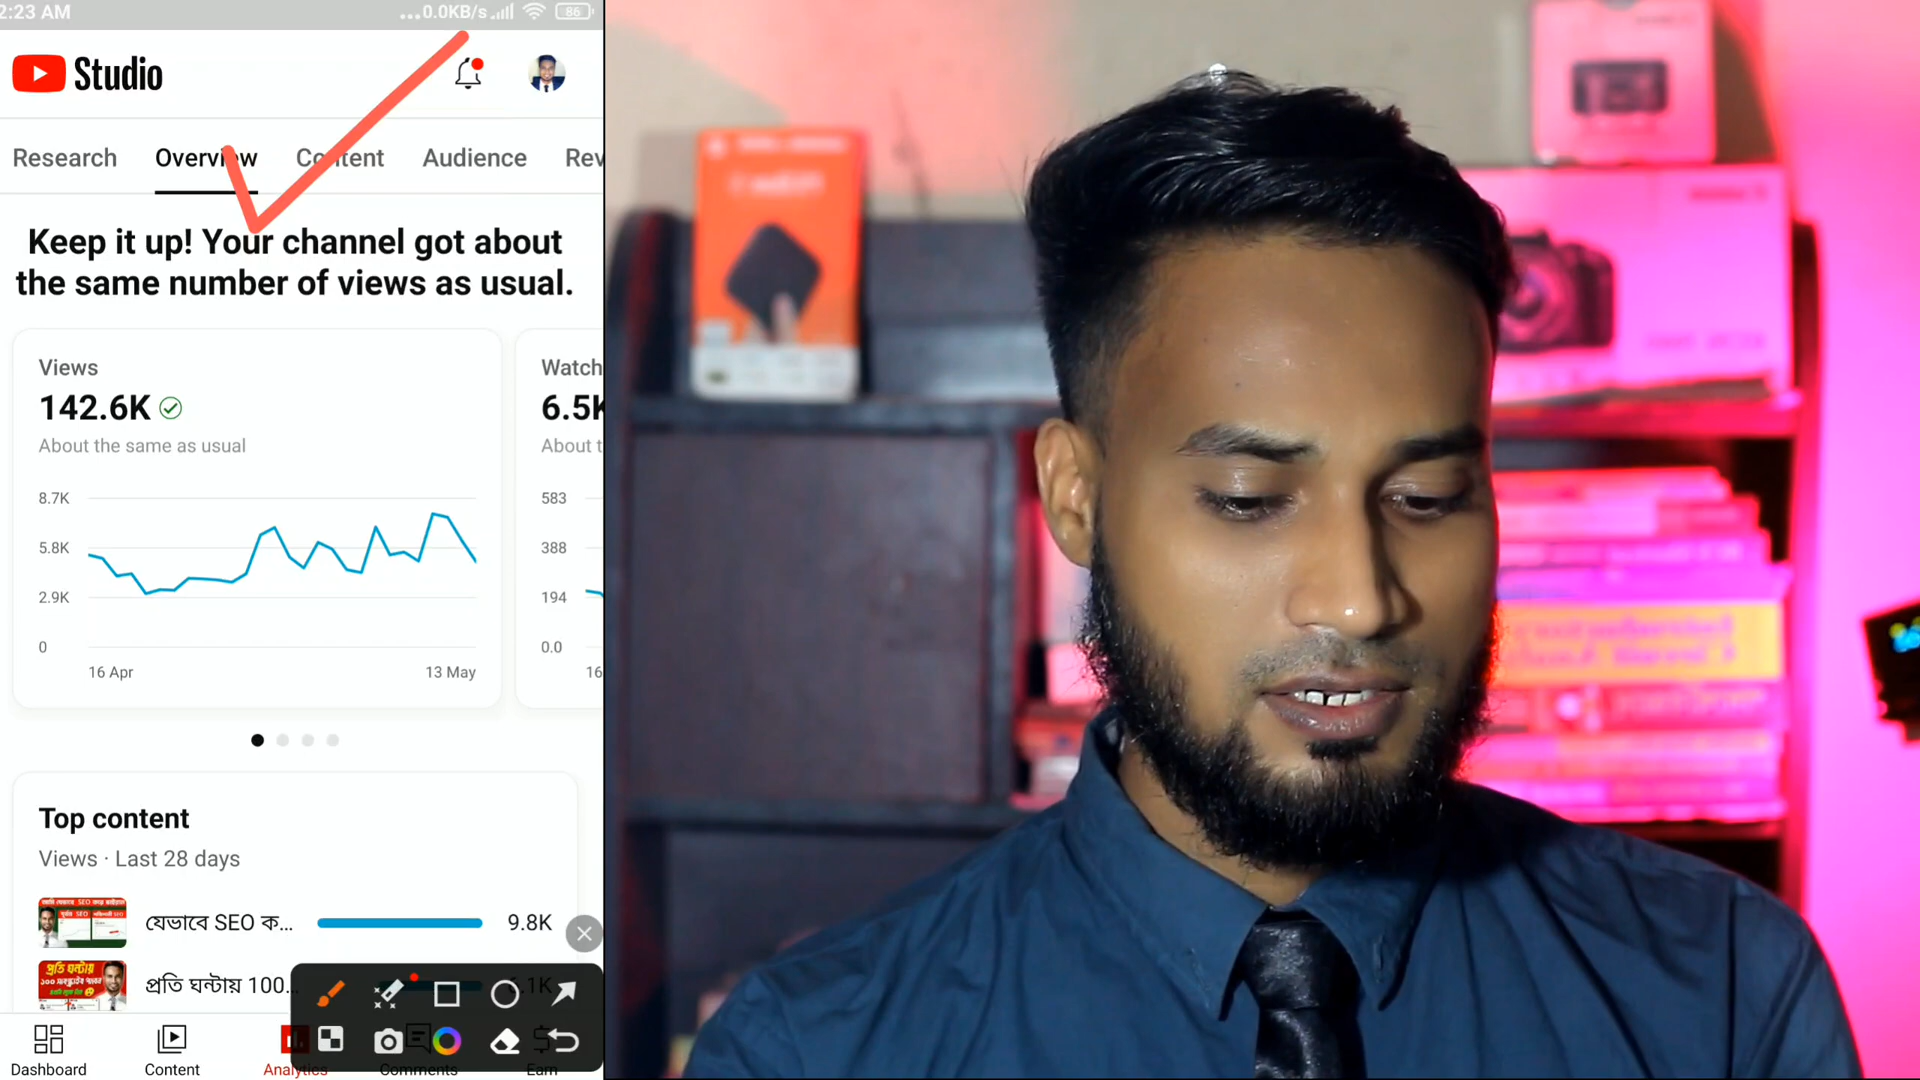 2:23 AM
...0.0KB/s
86
Studio
Research
Overview
Content
Audience
Rev
Keep it up! Your channel got about
the same number of views as usual.
Views
142.6K
About the same as usual
8.7K
5.8K
2.9K
0
16 Apr
13 May
Watch
6.5K
About t
583
388
194
0.0
16
Top content
Views · Last 28 days
যেভাবে SEO ক...
9.8K
প্রতি ঘন্টায় 100...
.1K
Dashboard
Content
Analytics
Comments
Earn